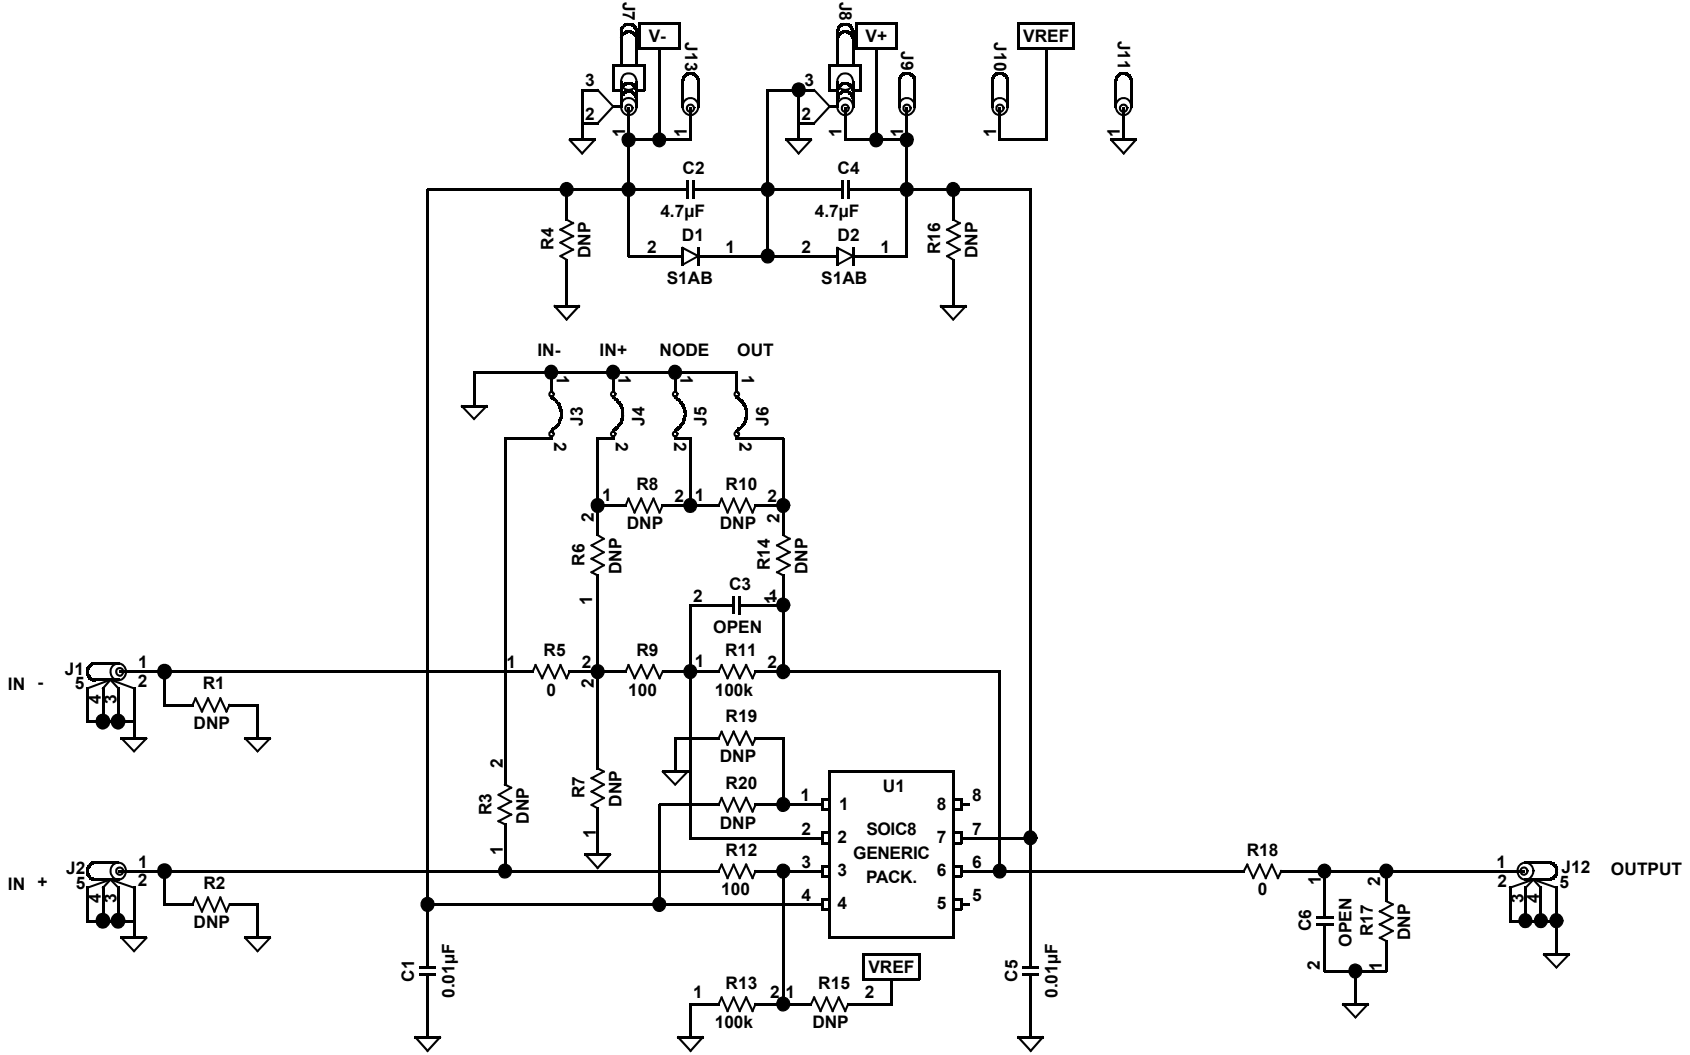 J7
V-
J13
J8
V+
J9
J10
VREF
J11
3
2
1
1
3
2
1
1
1
1
C2
4.7µF
C4
4.7µF
R4
DNP
2
D1
1
S1AB
2
D2
1
S1AB
R16
DNP
IN-
IN+
NODE
OUT
1
1
1
1
J3
J4
J5
J6
2
2
2
2
1
R8
2
1
R10
2
DNP
DNP
2
2
R6
DNP
R14
DNP
1
2
C3
1
1
OPEN
IN -
J1
1
5
4
3
2
R1
DNP
1
R5
2
0
2
R9
100
1
R11
2
100k
R19
DNP
2
R3
DNP
1
R7
DNP
1
R20
DNP
1
2
3
4
U1
SOIC8
GENERIC
PACK.
1
2
3
4
8
7
6
5
8
7
6
5
IN +
J2
1
5
4
3
2
R2
DNP
R12
100
C1
0.01µF
1
R13
2
100k
1
R15
2
DNP
VREF
C5
0.01µF
R18
0
1
C6
OPEN
2
2
R17
DNP
1
1
J12
2
3
4
5
OUTPUT